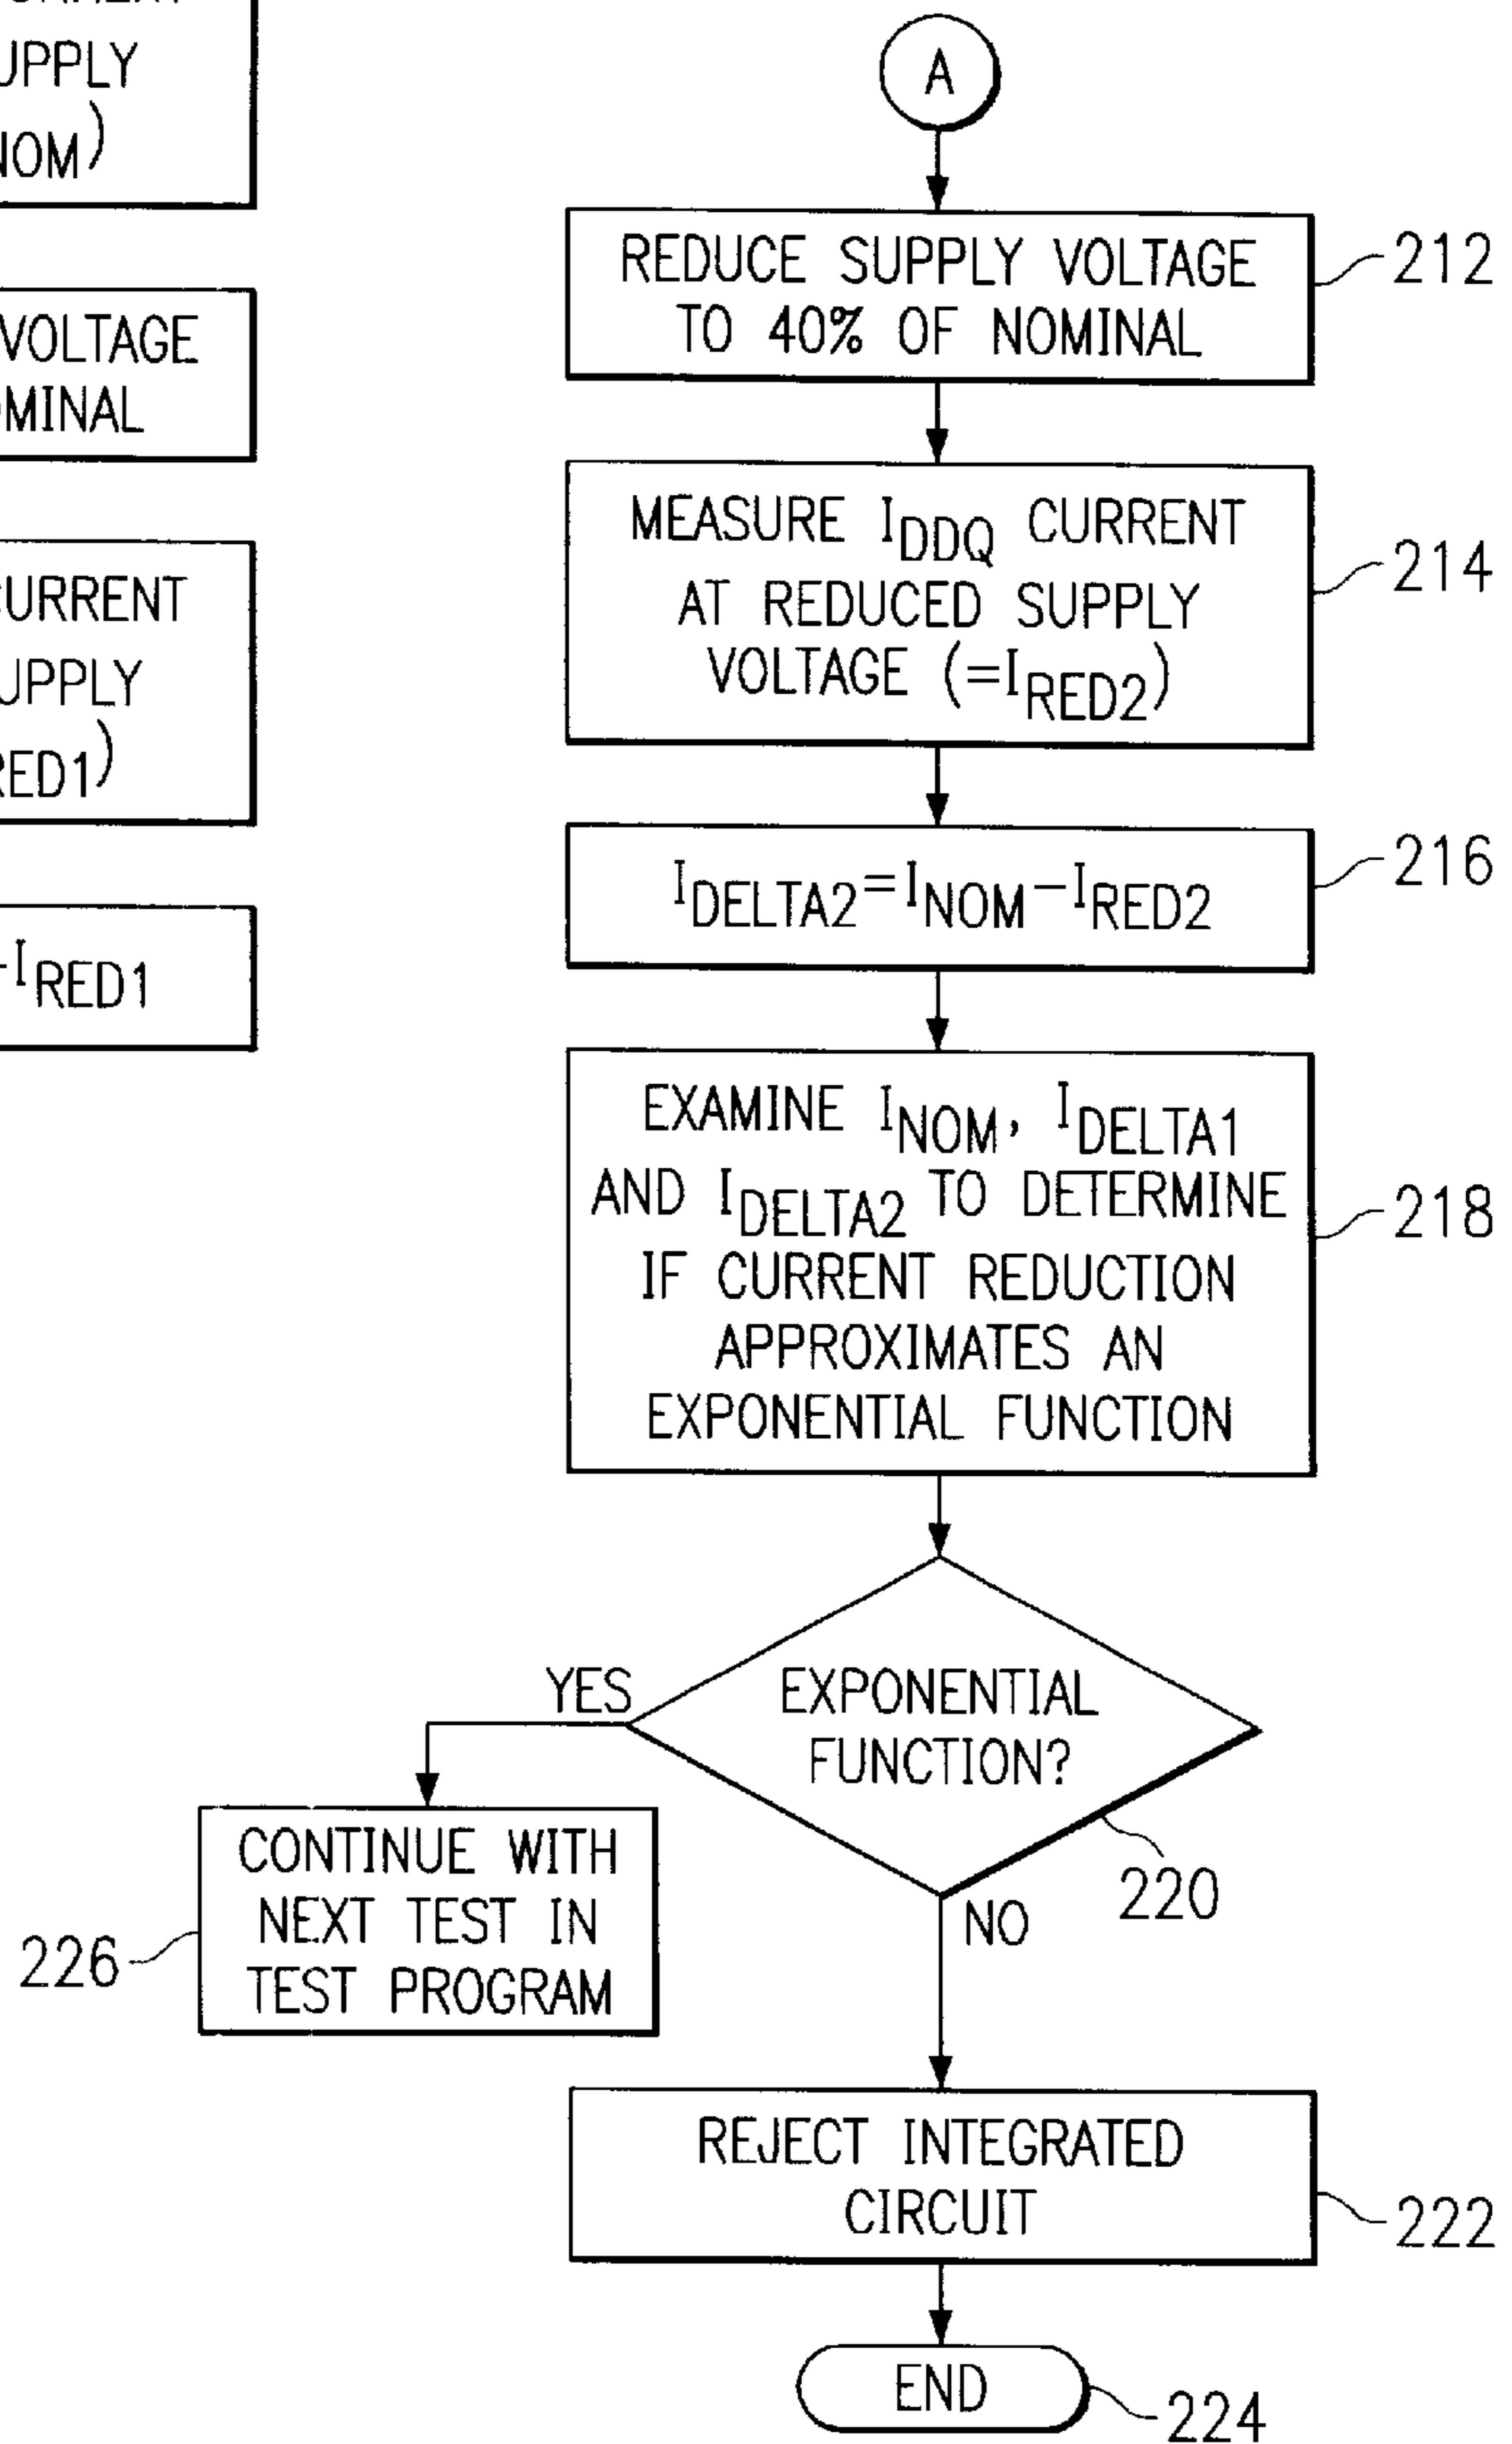 UPPLY
NOM)
VOLTAGE
MINAL
URRENT
UPPLY
RED1)
-IRED1
A
REDUCE SUPPLY VOLTAGE
TO 40% OF NOMINAL
212
MEASURE IDDQ CURRENT
AT REDUCED SUPPLY
VOLTAGE (=IRED2)
214
IDELTA2=INOM-IRED2
216
EXAMINE INOM, IDELTA1
AND IDELTA2 TO DETERMINE
IF CURRENT REDUCTION
APPROXIMATES AN
EXPONENTIAL FUNCTION
218
EXPONENTIAL
FUNCTION?
220
YES
NO
CONTINUE WITH
NEXT TEST IN
TEST PROGRAM
226
REJECT INTEGRATED
CIRCUIT
222
END
224